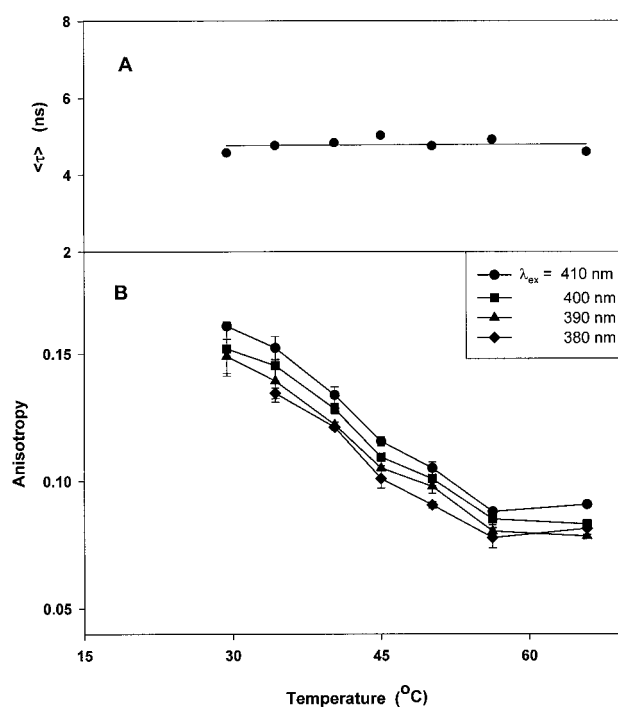 8
A
6
<τ> (ns)
4
2
B
λex = 410 nm
400 nm
390 nm
380 nm
0.15
Anisotropy
0.10
0.05
15
30
45
60
Temperature (°C)